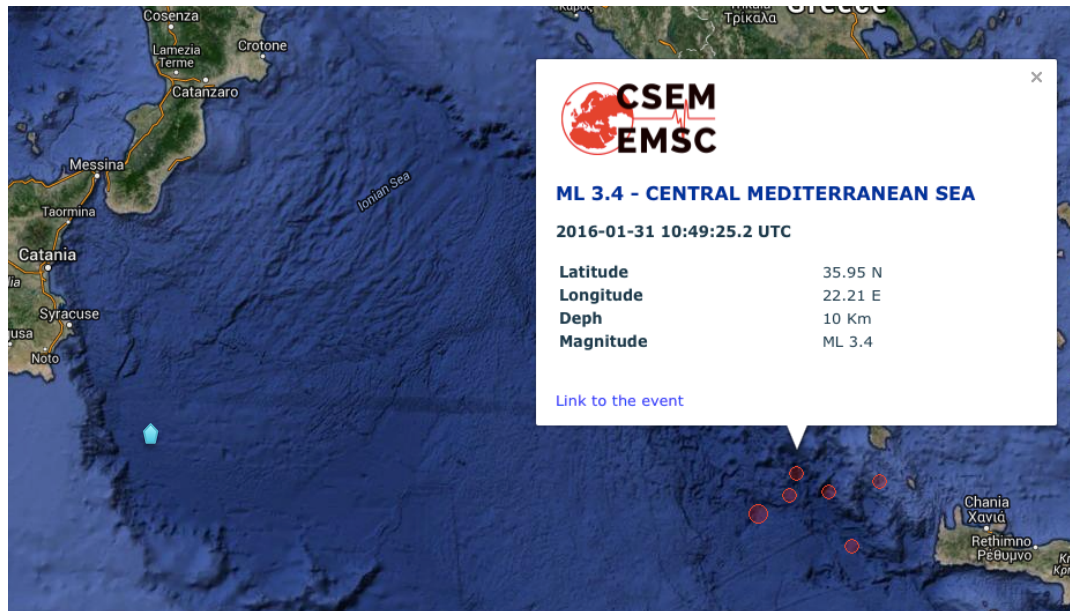 Cosenza
Τρίκαλα
Greece
Lamezia
Terme
Crotone
Catanzaro
Messina
Ionian Sea
Taormina
Catania
Syracuse
Noto
×
CSEM
EMSC
ML 3.4 - CENTRAL MEDITERRANEAN SEA
2016-01-31 10:49:25.2 UTC
Latitude 35.95 N
Longitude 22.21 E
Deph 10 Km
Magnitude ML 3.4
Link to the event
Chania
Χανιά
Rethimno
Ρέθυμνο